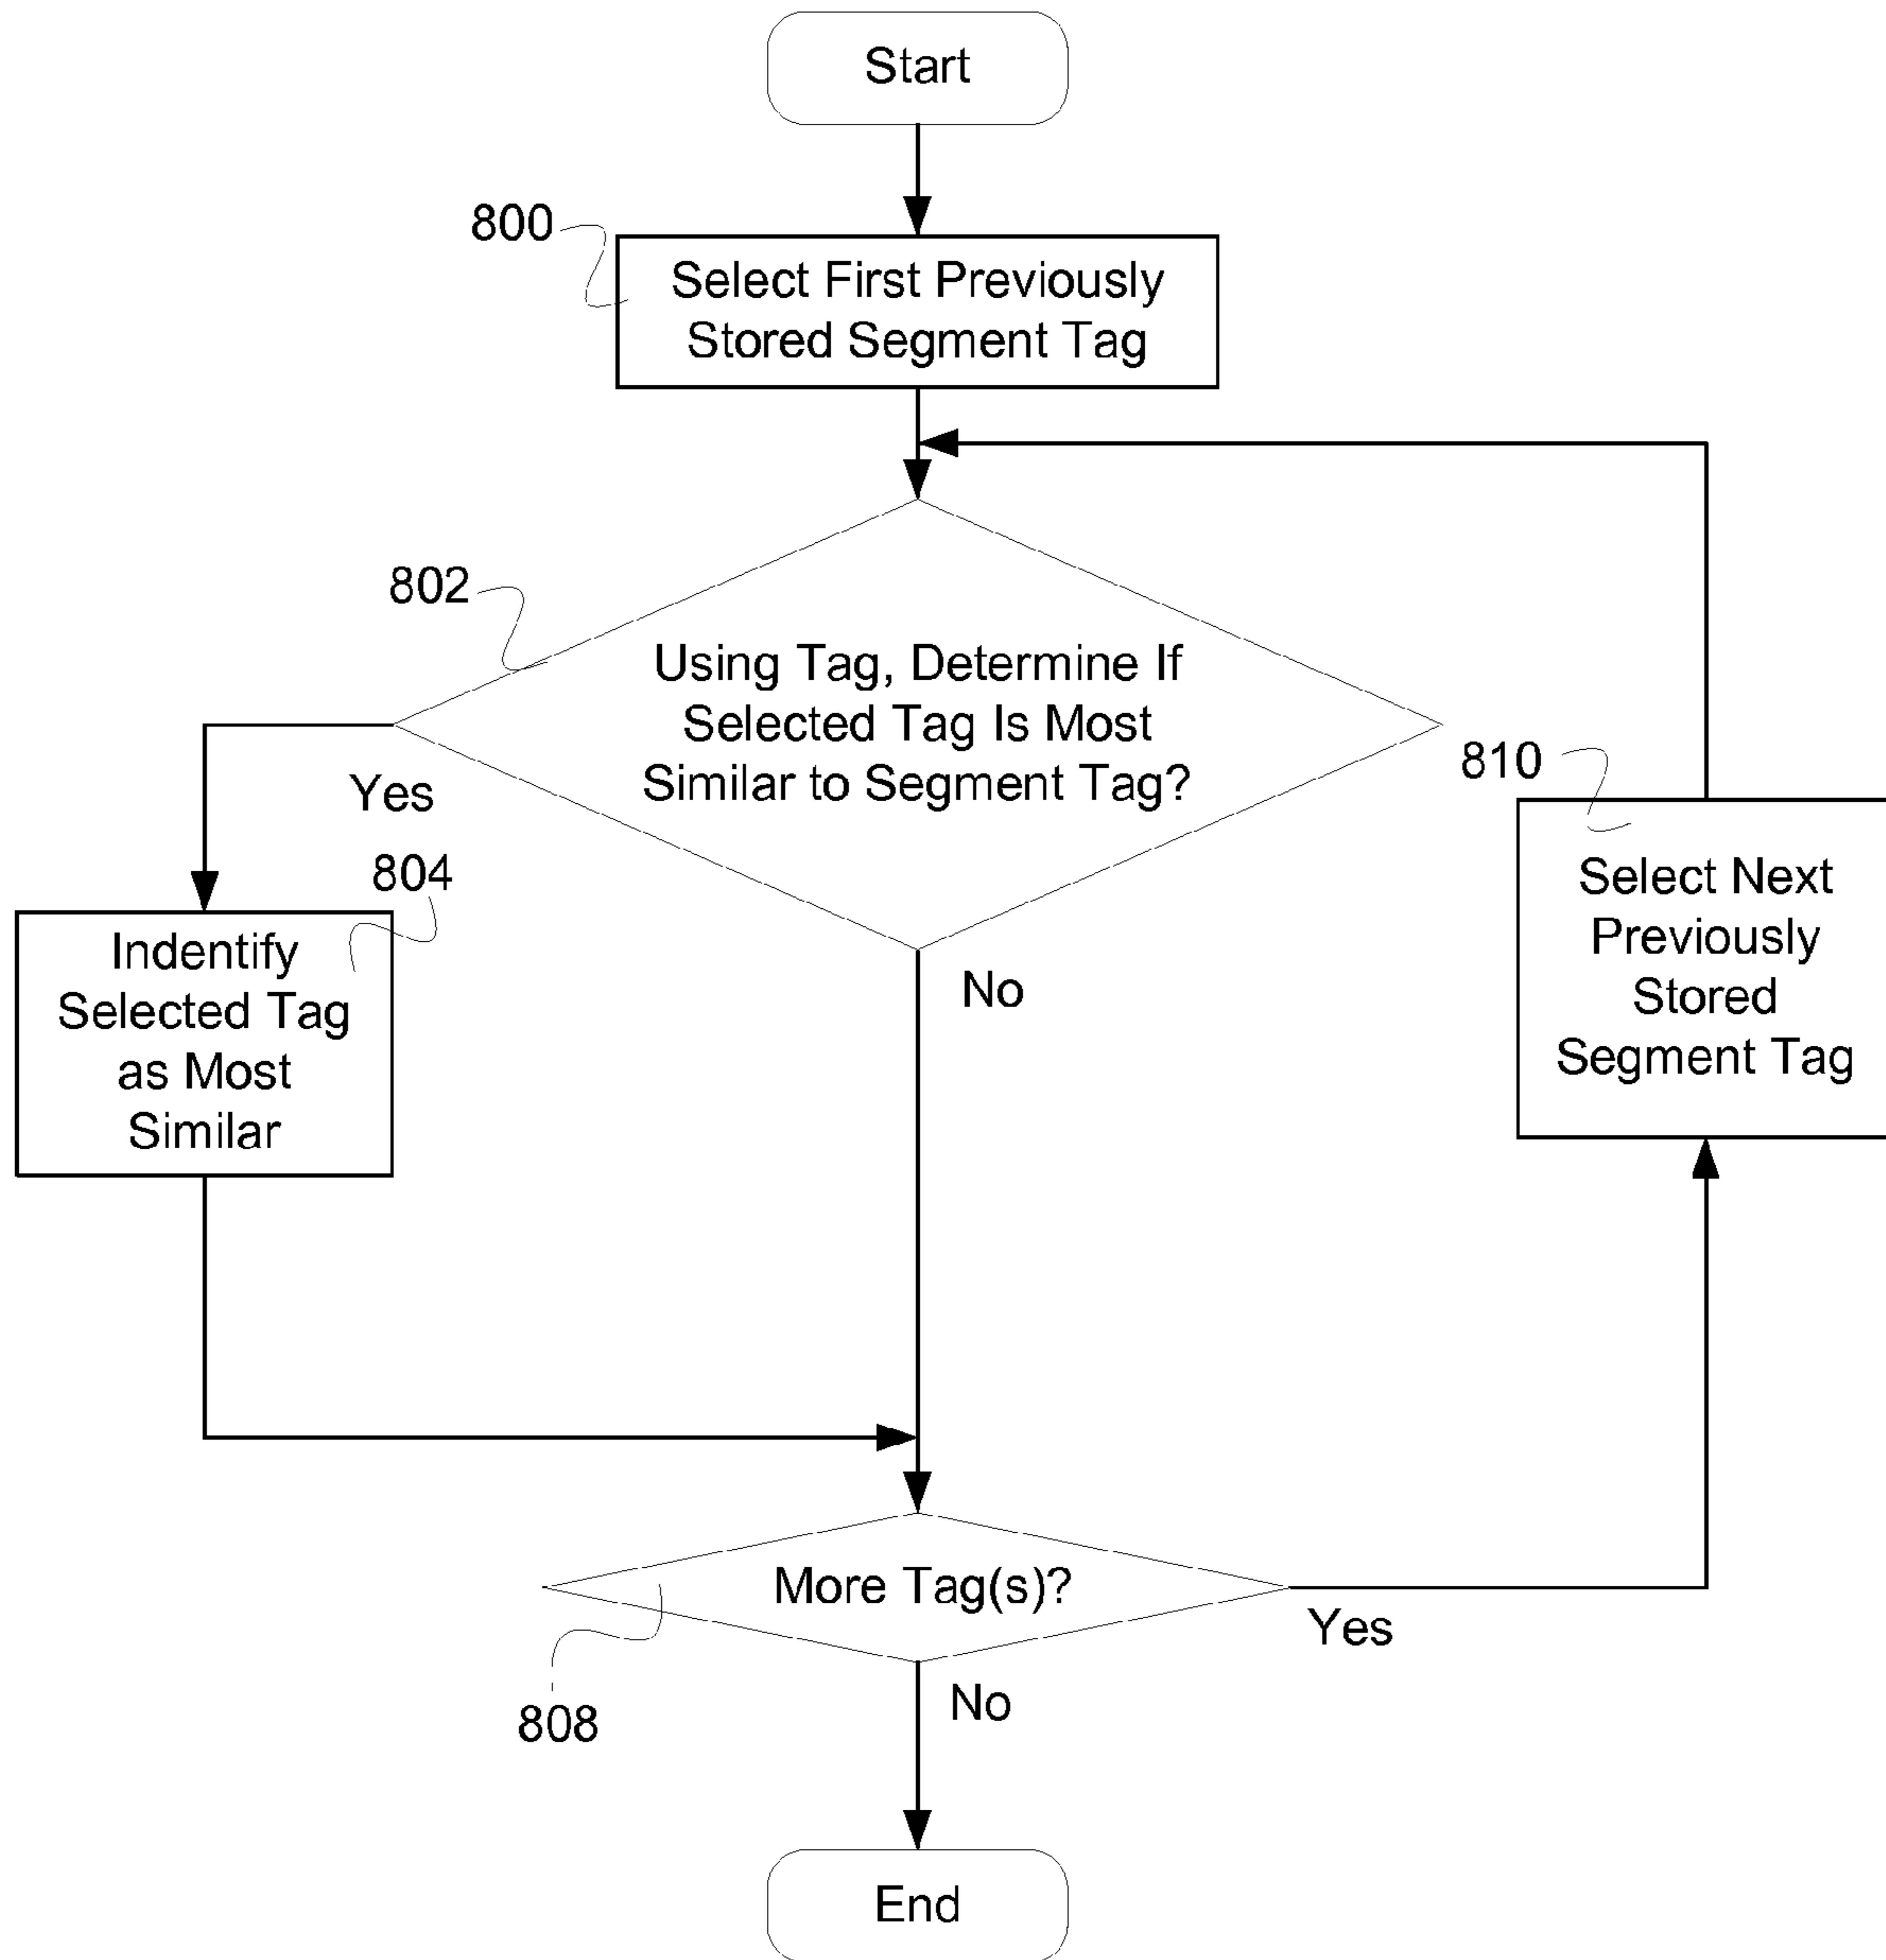 Start
800
Select First Previously
Stored Segment Tag
802
Using Tag, Determine If
Selected Tag Is Most
Similar to Segment Tag?
Yes
804
Indentify
Selected Tag
as Most
Similar
No
810
Select Next
Previously
Stored
Segment Tag
More Tag(s)?
Yes
808
No
End